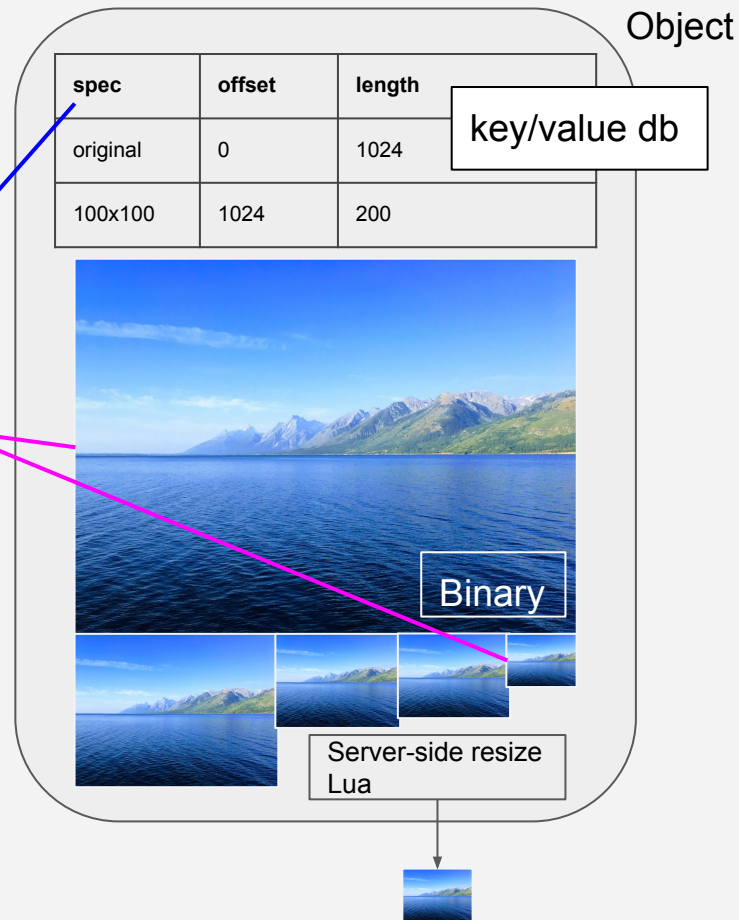 Object
spec offset length
key/value db
original 0 1024
100x100 1024 200
Binary
Server-side resize
Lua